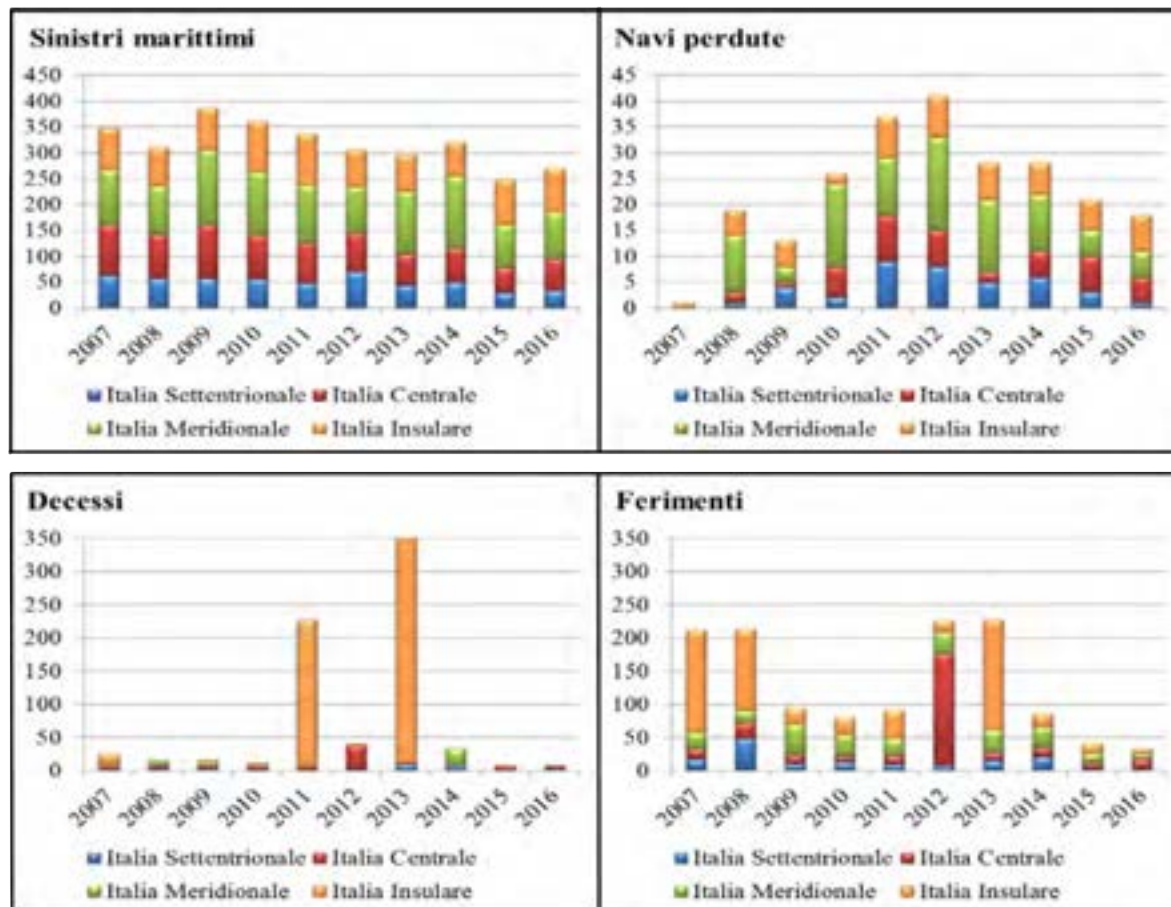 Sinistri marittimi
450
400
350
300
250
200
150
100
50
0
2007 2008 2009 2010 2011 2012 2013 2014 2015 2016
Italia Settentrionale Italia Centrale
Italia Meridionale Italia Insulare
Navi perdute
45
40
35
30
25
20
15
10
5
0
2007 2008 2009 2010 2011 2012 2013 2014 2015 2016
Italia Settentrionale Italia Centrale
Italia Meridionale Italia Insulare
Decessi
350
300
250
200
150
100
50
0
2007 2008 2009 2010 2011 2012 2013 2014 2015 2016
Italia Settentrionale Italia Centrale
Italia Meridionale Italia Insulare
Ferimenti
350
300
250
200
150
100
50
0
2007 2008 2009 2010 2011 2012 2013 2014 2015 2016
Italia Settentrionale Italia Centrale
Italia Meridionale Italia Insulare